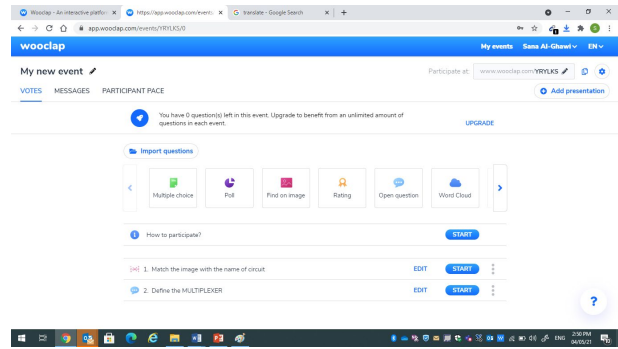 Wooclap - An interactive platform
https://app.wooclap.com/events/
translate - Google Search
app.wooclap.com/events/YRYLKS/0
wooclap
My events
Sana Al-Ghawi
EN
My new event
Participate at:
www.wooclap.com/YRYLKS
VOTES
MESSAGES
PARTICIPANT PACE
Add presentation
You have 0 question(s) left in this event. Upgrade to benefit from an unlimited amount of
questions in each event.
UPGRADE
Import questions
Multiple choice
Poll
Find on image
Rating
Open question
Word Cloud
How to participate?
START
1. Match the image with the name of circuit
EDIT
START
2. Define the MULTIPLEXER
EDIT
START
?
ENG
2:50 PM
04/05/21